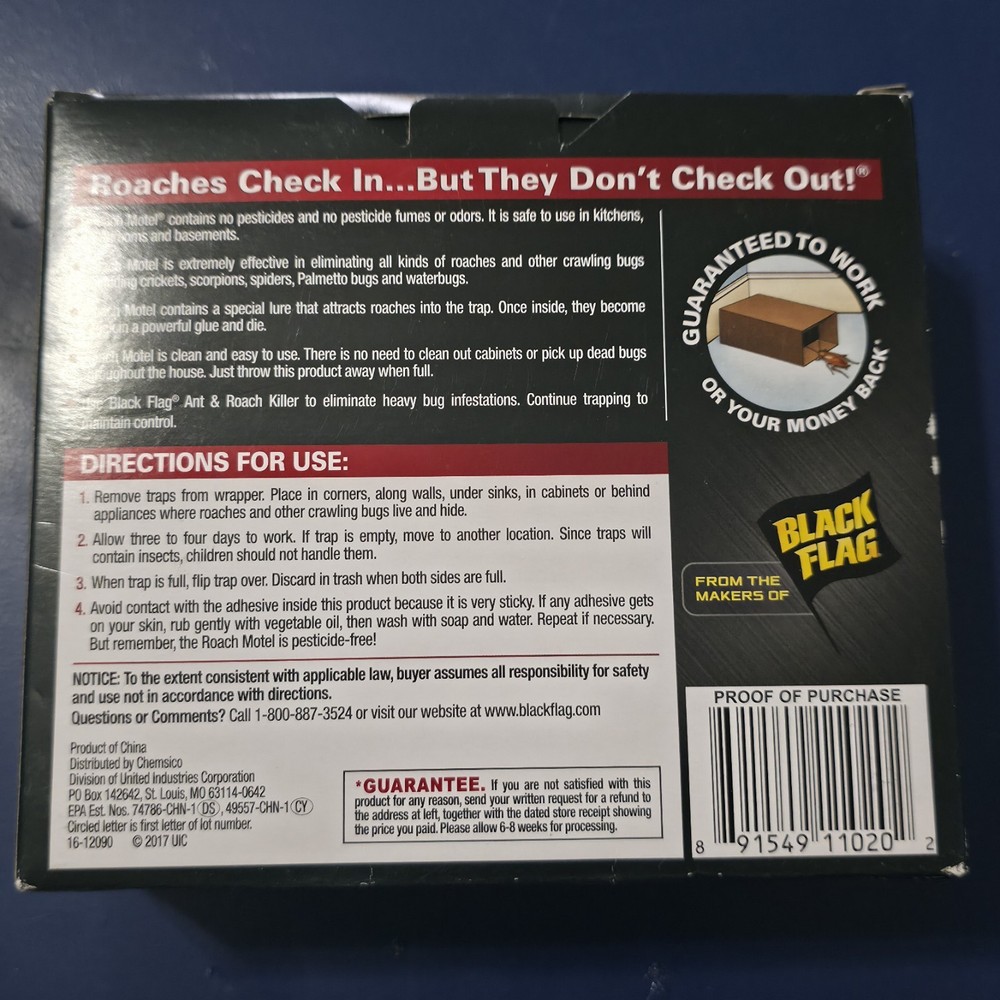 Roaches Check In...But They Don't Check Out!®
Motel® contains no pesticides and no pesticide fumes or odors. It is safe to use in kitchens,
and basements.
Motel is extremely effective in eliminating all kinds of roaches and other crawling bugs
crickets, scorpions, spiders, Palmetto bugs and waterbugs.
Motel contains a special lure that attracts roaches into the trap. Once inside, they become
a powerful glue and die.
Motel is clean and easy to use. There is no need to clean out cabinets or pick up dead bugs
the house. Just throw this product away when full.
Black Flag® Ant & Roach Killer to eliminate heavy bug infestations. Continue trapping to
maintain control.
GUARANTEED TO WORK
OR YOUR MONEY BACK*
DIRECTIONS FOR USE:
1. Remove traps from wrapper. Place in corners, along walls, under sinks, in cabinets or behind
appliances where roaches and other crawling bugs live and hide.
2. Allow three to four days to work. If trap is empty, move to another location. Since traps will
contain insects, children should not handle them.
3. When trap is full, flip trap over. Discard in trash when both sides are full.
4. Avoid contact with the adhesive inside this product because it is very sticky. If any adhesive gets
on your skin, rub gently with vegetable oil, then wash with soap and water. Repeat if necessary.
But remember, the Roach Motel is pesticide-free!
NOTICE: To the extent consistent with applicable law, buyer assumes all responsibility for safety
and use not in accordance with directions.
Questions or Comments? Call 1-800-887-3524 or visit our website at www.blackflag.com
Product of China
Distributed by Chemsico
Division of United Industries Corporation
PO Box 142642, St. Louis, MO 63114-0642
EPA Est. Nos. 74786-CHN-1 DS, 49557-CHN-1 CY
Circled letter is first letter of lot number.
16-12090 © 2017 UIC
*GUARANTEE. If you are not satisfied with this
product for any reason, send your written request for a refund to
the address at left, together with the dated store receipt showing
the price you paid. Please allow 6-8 weeks for processing.
BLACK
FLAG
FROM THE
MAKERS OF
PROOF OF PURCHASE
8 91549 11020 2